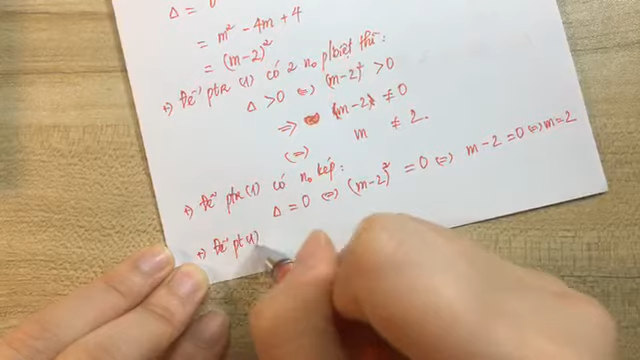 Δ = 0
= m² - 4m + 4
= (m-2)²
+) Để ptr (1) có 2 n₀ p/biệt thì:
Δ > 0 ⇔ (m-2)² > 0
⇒ (m-2) ≠ 0
⇔ m ≠ 2.
+) Để ptr (1) có n₀ kép:
Δ = 0 ⇔ (m-2)² = 0 ⇔ m-2 = 0 ⇔ m = 2
+) Để pt (1)